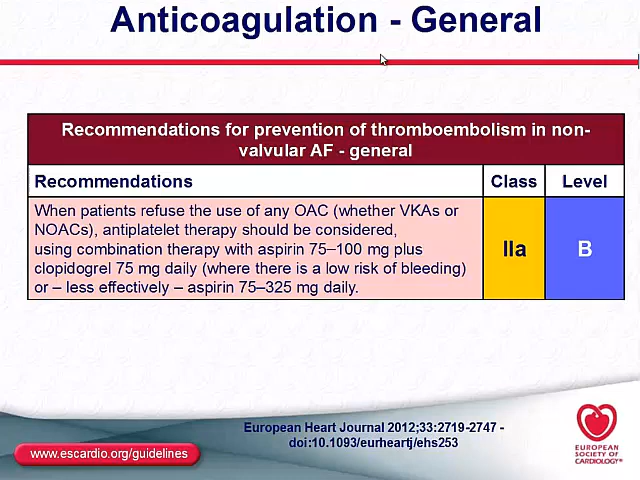 Anticoagulation - General
Recommendations for prevention of thromboembolism in non-
valvular AF - general
Recommendations Class Level
When patients refuse the use of any OAC (whether VKAs or
NOACs), antiplatelet therapy should be considered,
using combination therapy with aspirin 75–100 mg plus
clopidogrel 75 mg daily (where there is a low risk of bleeding)
or – less effectively – aspirin 75–325 mg daily.
IIa B
European Heart Journal 2012;33:2719-2747 -
doi:10.1093/eurheartj/ehs253
www.escardio.org/guidelines
EUROPEAN
SOCIETY OF
CARDIOLOGY®